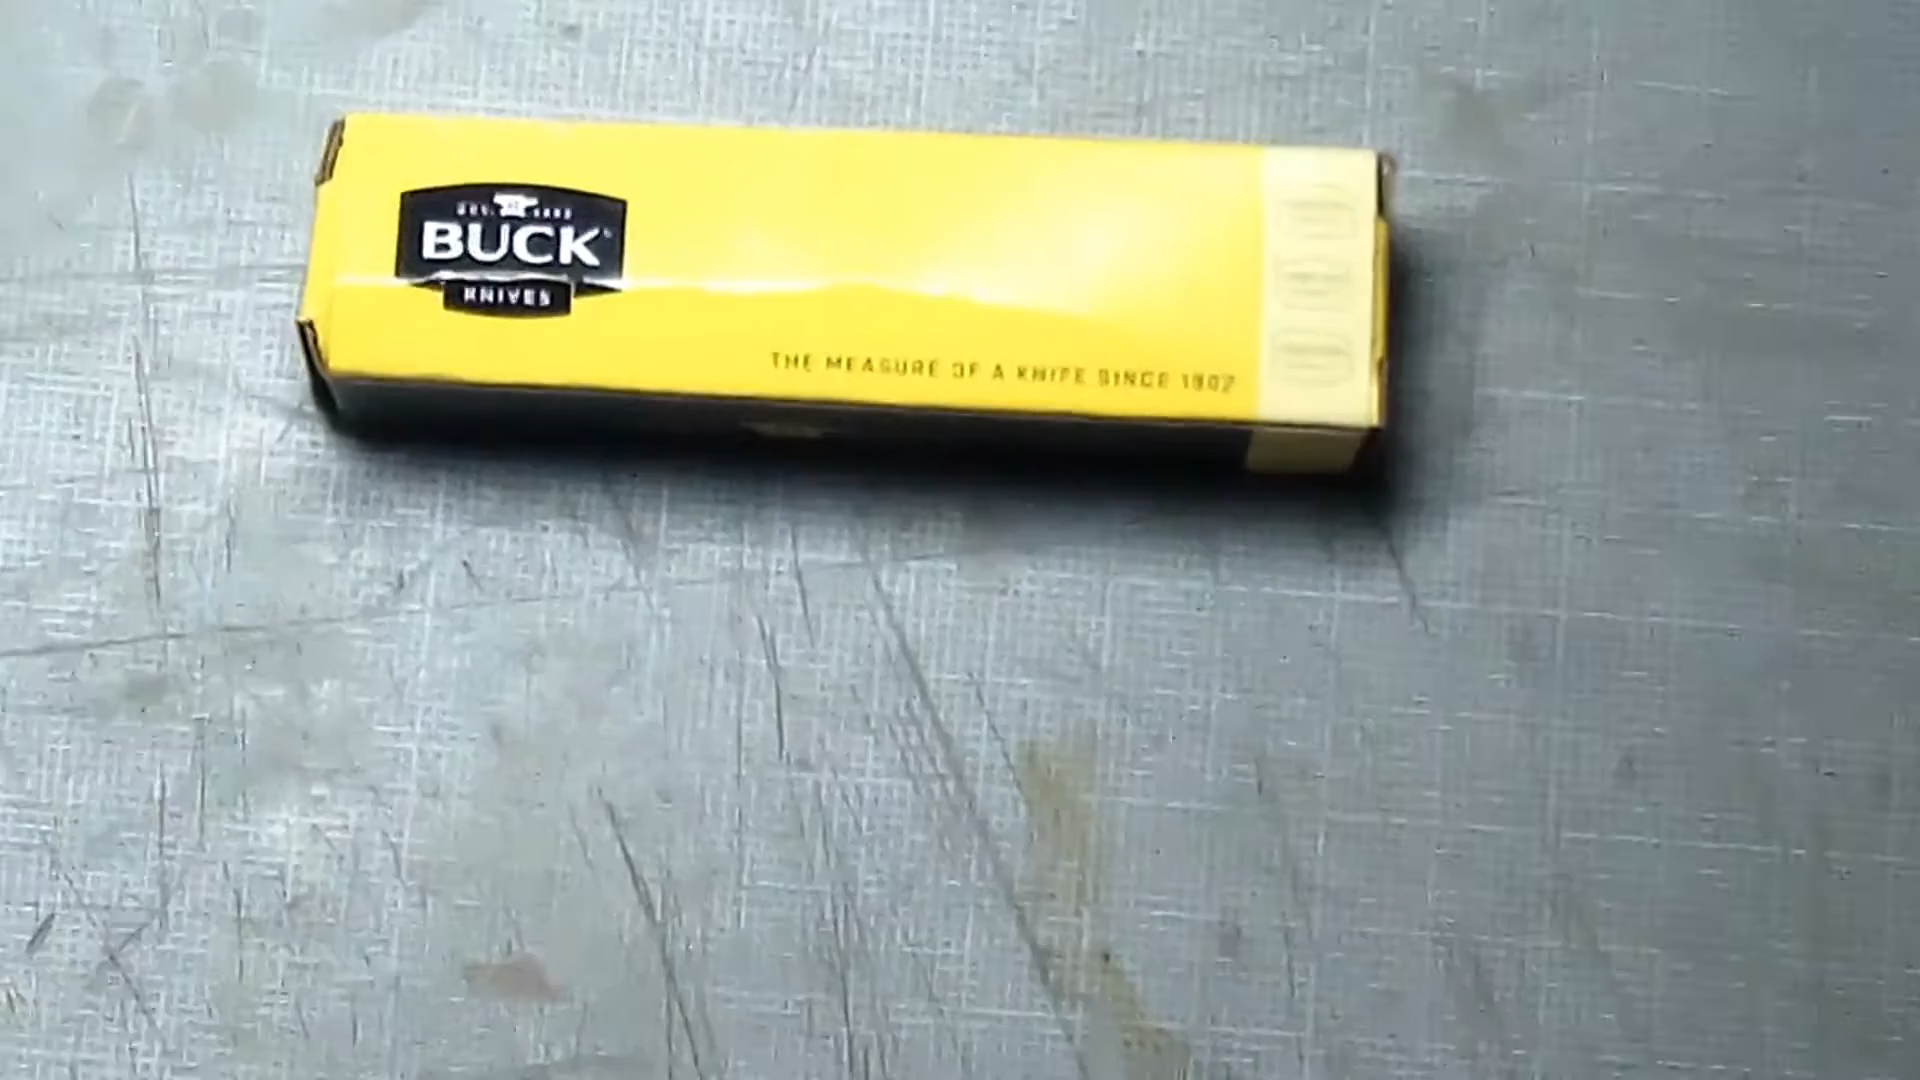 BUCK
KNIVES
THE MEASURE OF A KNIFE SINCE 1902